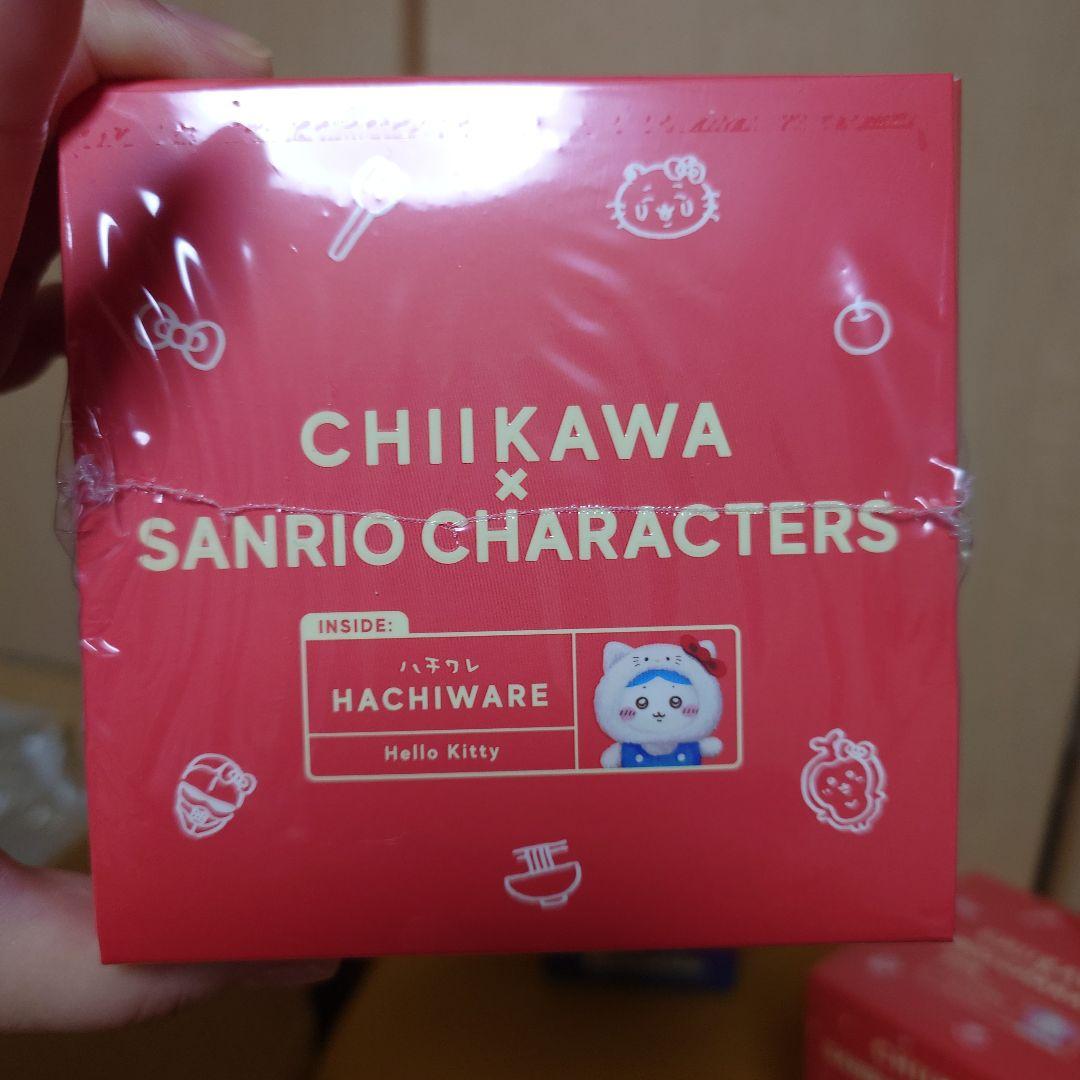 CHIIKAWA
×
SANRIO CHARACTERS
INSIDE:
ハチワレ
HACHIWARE
Hello Kitty